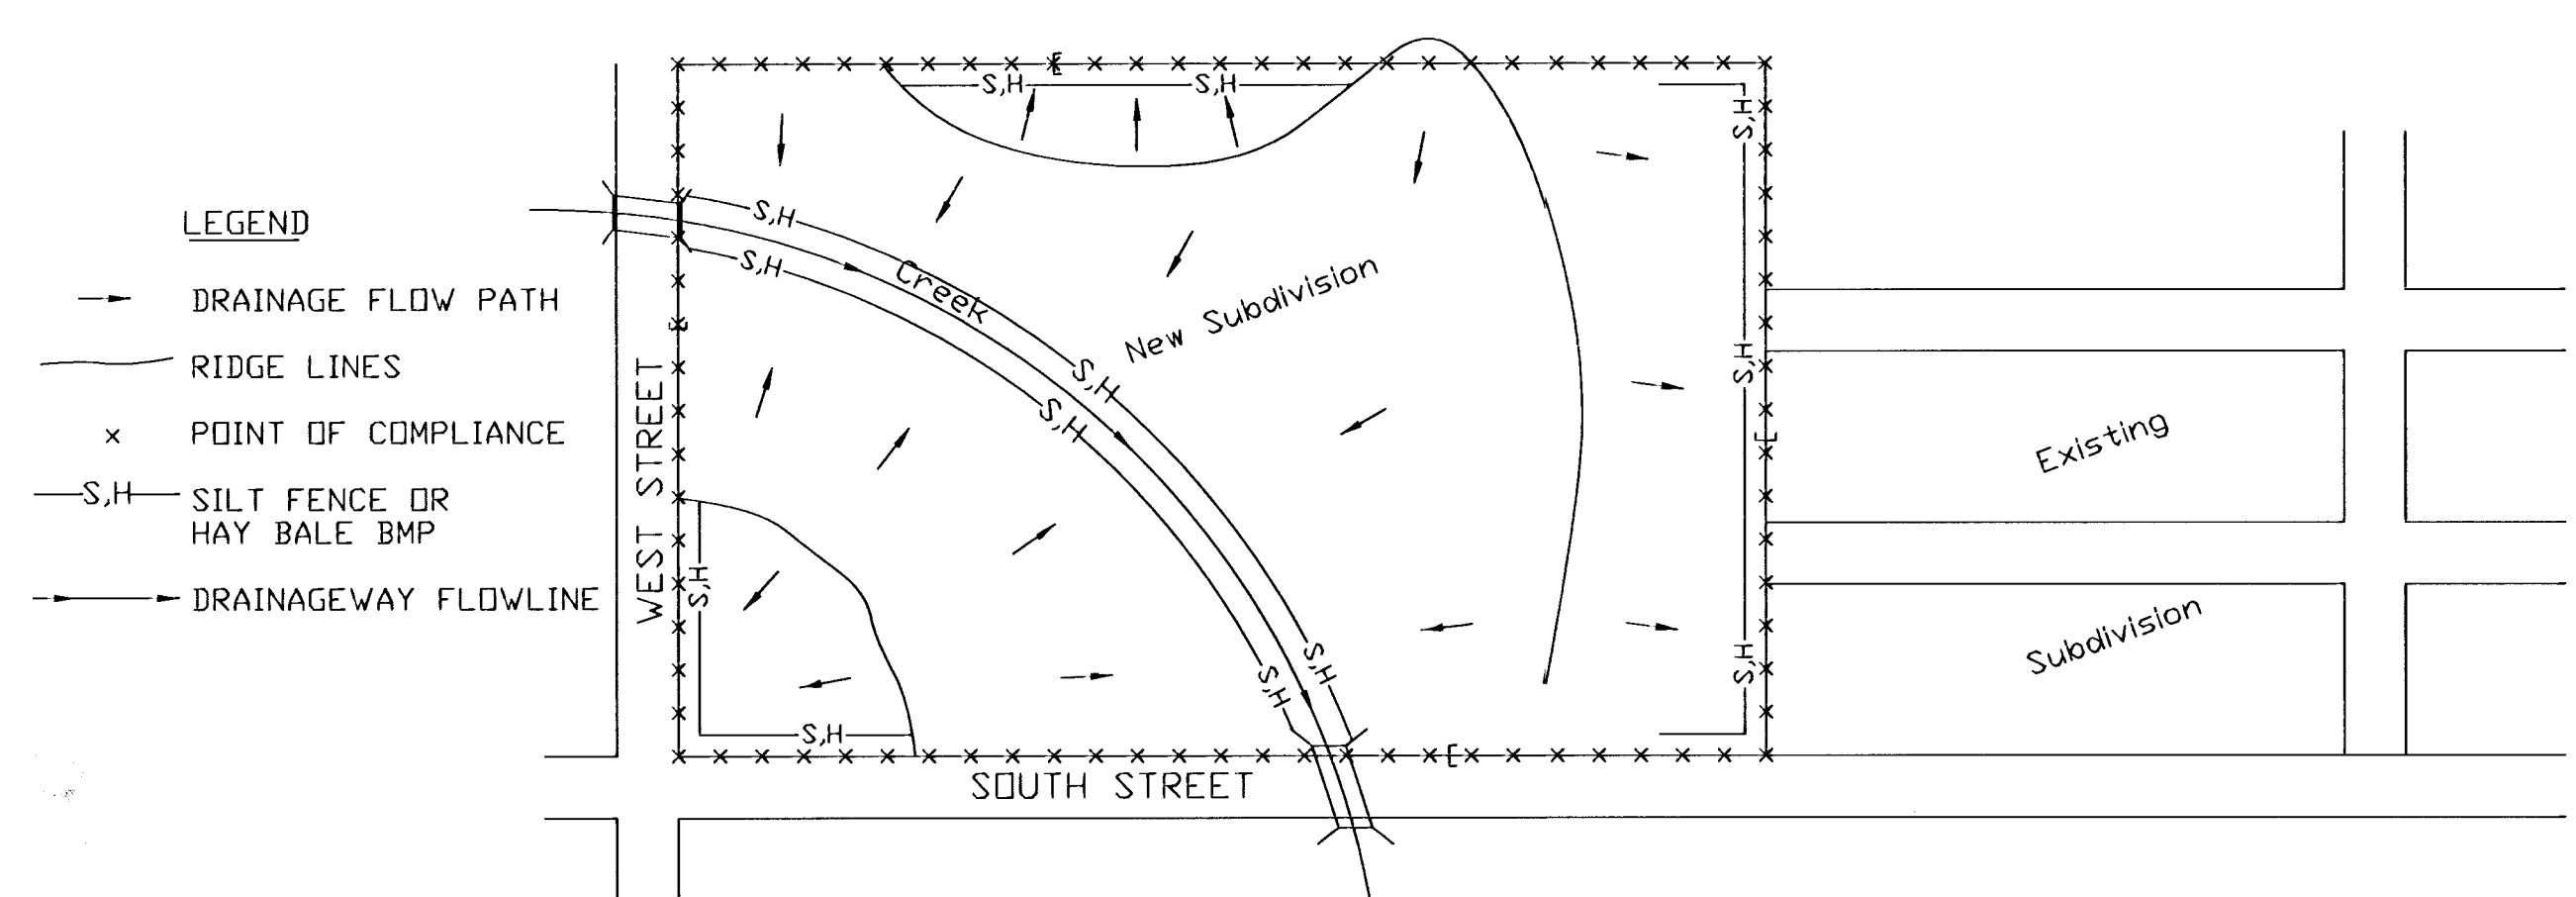 LEGEND
DRAINAGE FLOW PATH
RIDGE LINES
x POINT OF COMPLIANCE
S,H SILT FENCE OR
HAY BALE BMP
DRAINAGEWAY FLOWLINE
WEST STREET
SOUTH STREET
Creek
New Subdivision
Existing
Subdivision
S,H
S,H
S,H
S,H
S,H
S,H
S,H
S,H
S,H
S,H
S,H
S,H
S,H